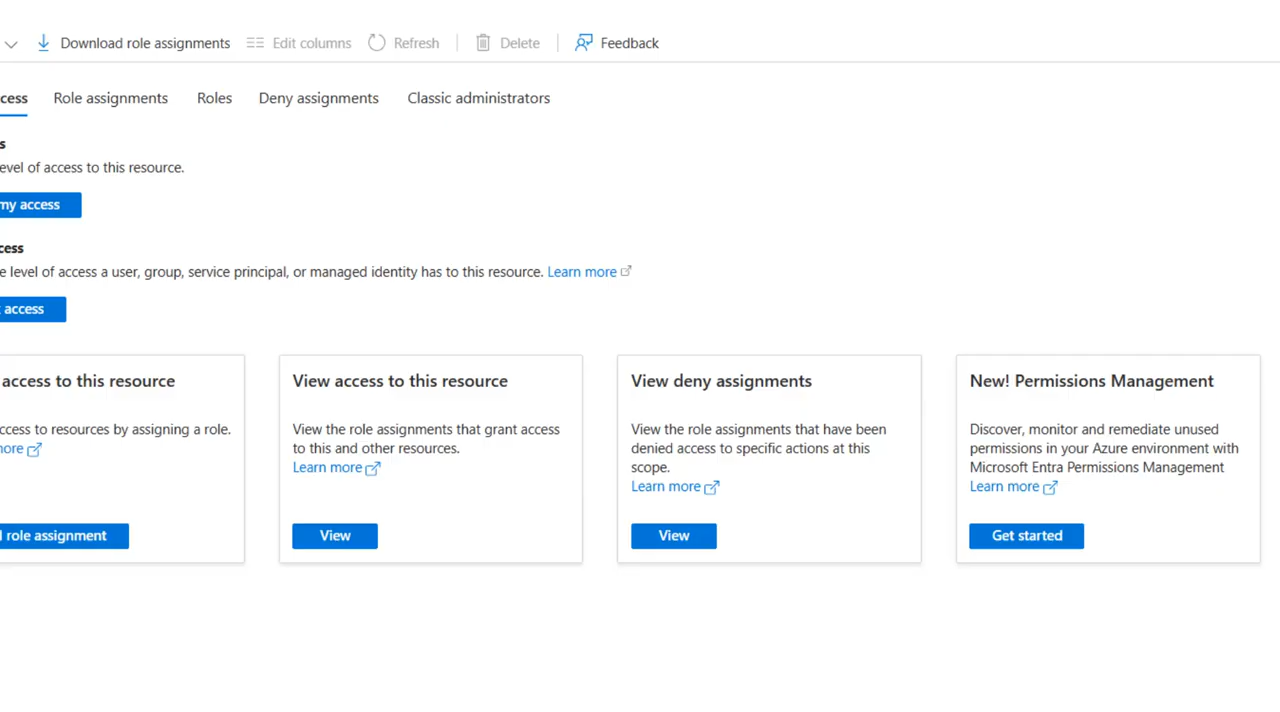 Download role assignments Edit columns Refresh Delete Feedback
cess Role assignments Roles Deny assignments Classic administrators
s
evel of access to this resource.
my access
cess
e level of access a user, group, service principal, or managed identity has to this resource. Learn more
access
access to this resource
ccess to resources by assigning a role.
more
role assignment
View access to this resource
View the role assignments that grant access
to this and other resources.
Learn more
View
View deny assignments
View the role assignments that have been
denied access to specific actions at this
scope.
Learn more
View
New! Permissions Management
Discover, monitor and remediate unused
permissions in your Azure environment with
Microsoft Entra Permissions Management
Learn more
Get started